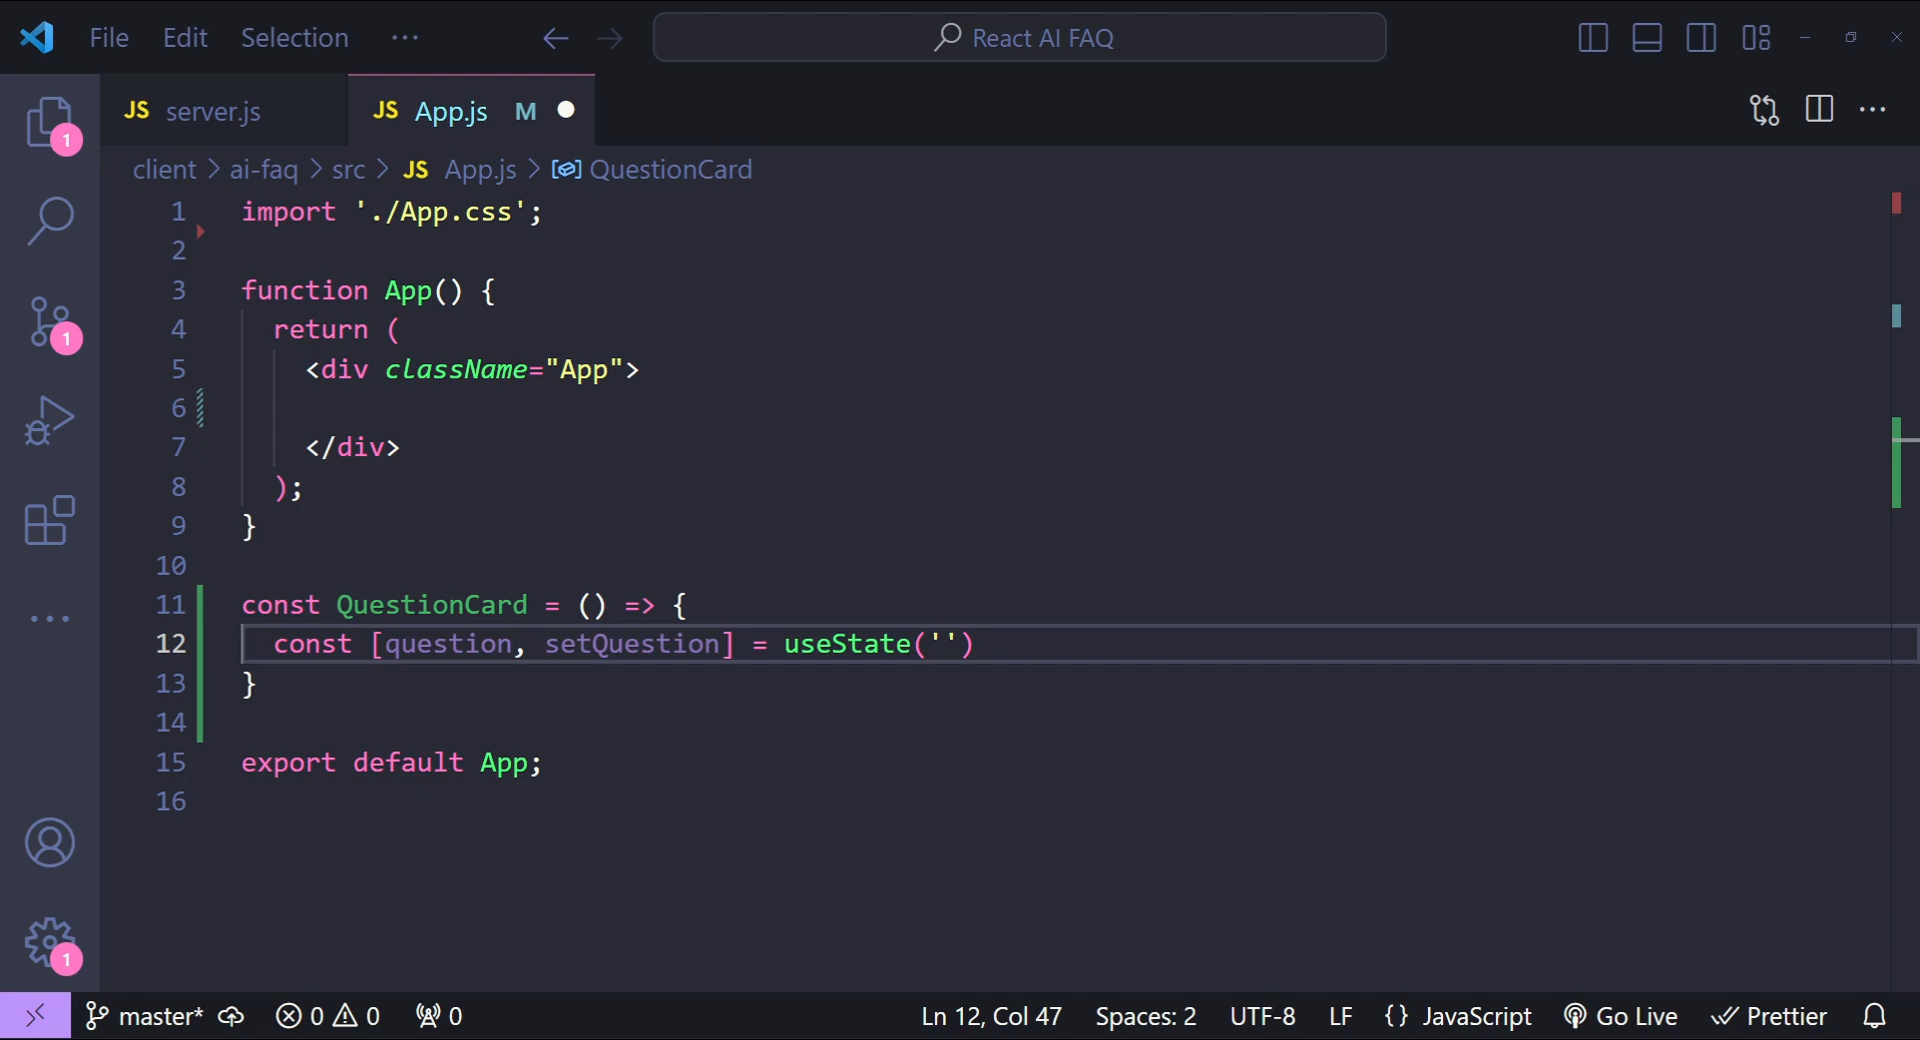 File Edit Selection ··· React AI FAQ
JS server.js JS App.js M
client > ai-faq > src > JS App.js > QuestionCard
1 import './App.css';
2
3 function App() {
4 return (
5 <div className="App">
6
7 </div>
8 );
9 }
10
11 const QuestionCard = () => {
12 const [question, setQuestion] = useState('')
13 }
14
15 export default App;
16
1
1
1
master* 0 0 0 Ln 12, Col 47 Spaces: 2 UTF-8 LF {} JavaScript Go Live Prettier